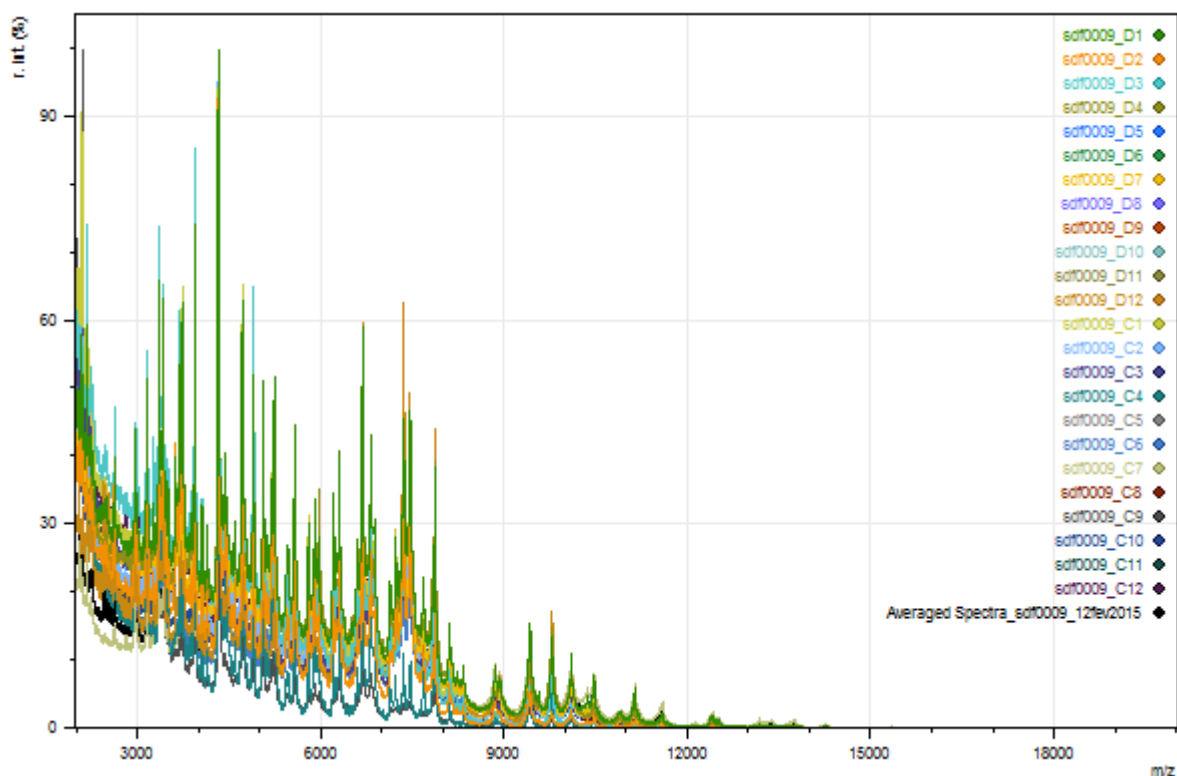 r. int. (%)
90
60
30
0
3000 6000 9000 12000 15000 18000
m/z
sdf0009_D1
sdf0009_D2
sdf0009_D3
sdf0009_D4
sdf0009_D5
sdf0009_D6
sdf0009_D7
sdf0009_D8
sdf0009_D9
sdf0009_D10
sdf0009_D11
sdf0009_D12
sdf0009_C1
sdf0009_C2
sdf0009_C3
sdf0009_C4
sdf0009_C5
sdf0009_C6
sdf0009_C7
sdf0009_C8
sdf0009_C9
sdf0009_C10
sdf0009_C11
sdf0009_C12
Averaged Spectra_sdf0009_12fev2015